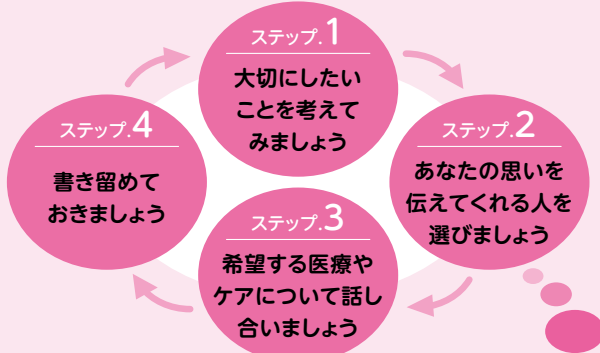 ステップ.1
大切にしたい
ことを考えて
みましょう
ステップ.2
あなたの思いを
伝えてくれる人を
選びましょう
ステップ.3
希望する医療や
ケアについて話し
合いましょう
ステップ.4
書き留めて
おきましょう